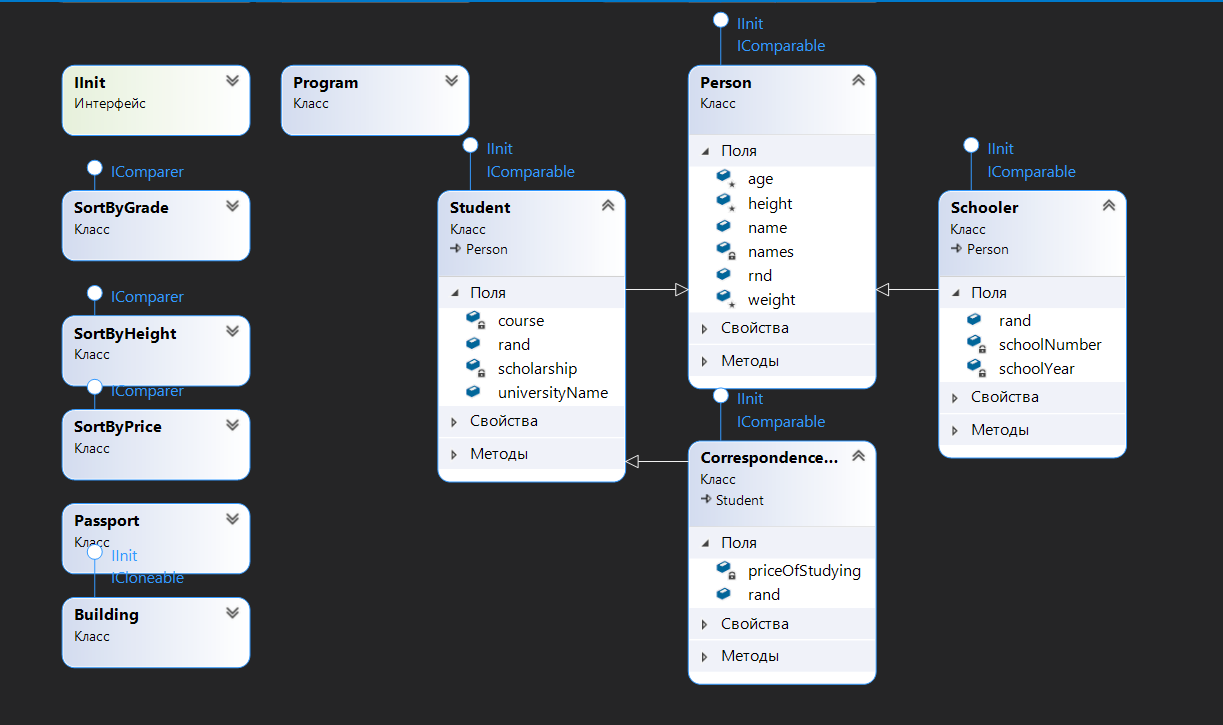 IInit
Интерфейс
Program
Класс
IInit
IComparable
Person
Класс
Поля
age
height
name
names
rnd
weight
Свойства
Методы
IComparer
SortByGrade
Класс
IComparer
SortByHeight
Класс
IComparer
SortByPrice
Класс
Passport
Класс
IInit
ICloneable
Building
Класс
IInit
IComparable
Student
Класс
Person
Поля
course
rand
scholarship
universityName
Свойства
Методы
IInit
IComparable
Correspondence...
Класс
Student
Поля
priceOfStudying
rand
Свойства
Методы
IInit
IComparable
Schooler
Класс
Person
Поля
rand
schoolNumber
schoolYear
Свойства
Методы